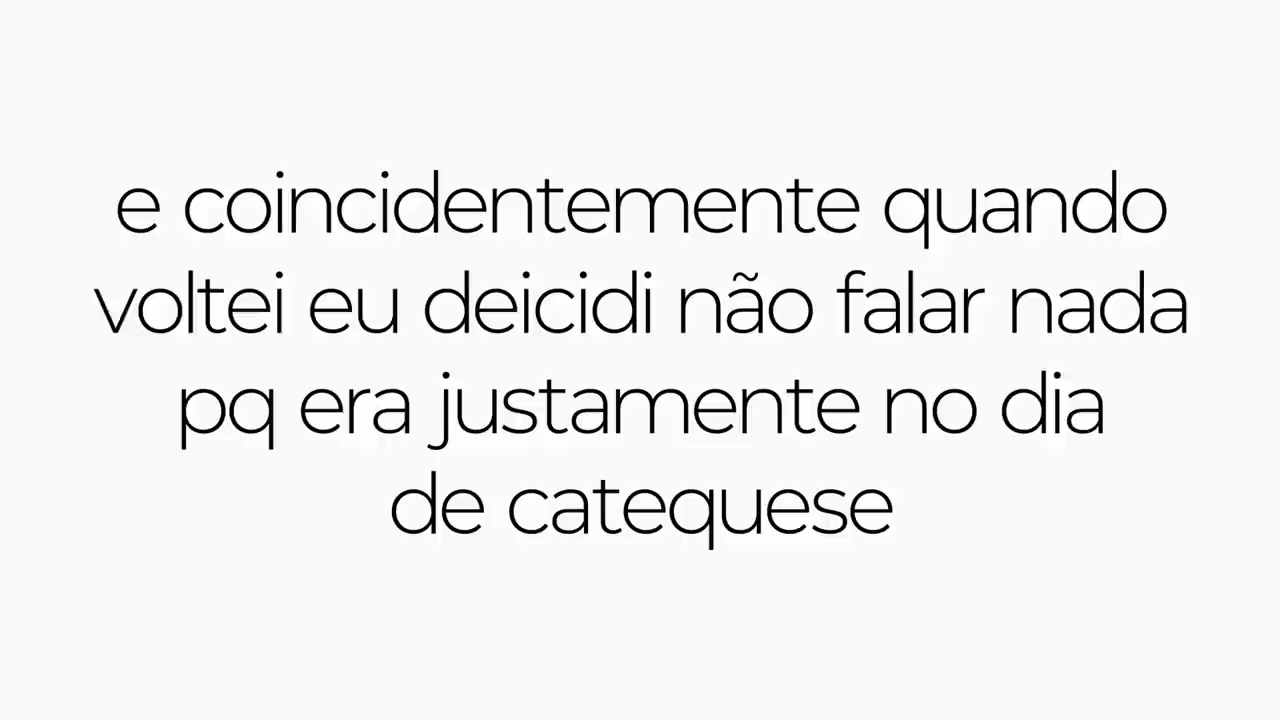 e coincidentemente quando
voltei eu deicidi não falar nada
pq era justamente no dia
de catequese